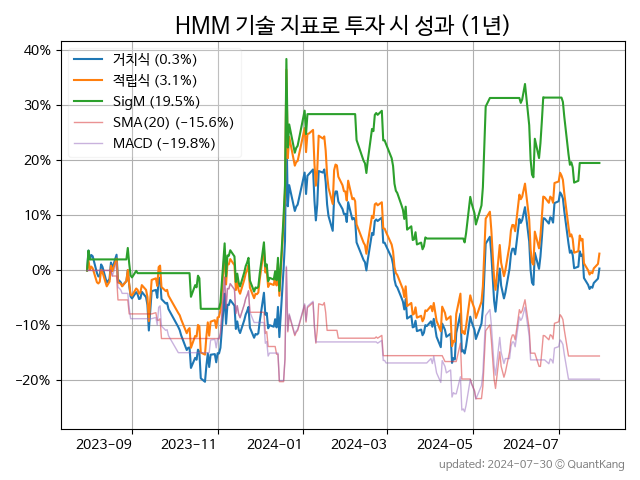 HMM 기술 지표로 투자 시 성과 (1년)
40%
30%
20%
10%
0%
−10%
−20%
거치식 (0.3%)
적립식 (3.1%)
SigM (19.5%)
SMA(20) (−15.6%)
MACD (−19.8%)
2023-09
2023-11
2024-01
2024-03
2024-05
2024-07
updated: 2024-07-30 © QuantKang